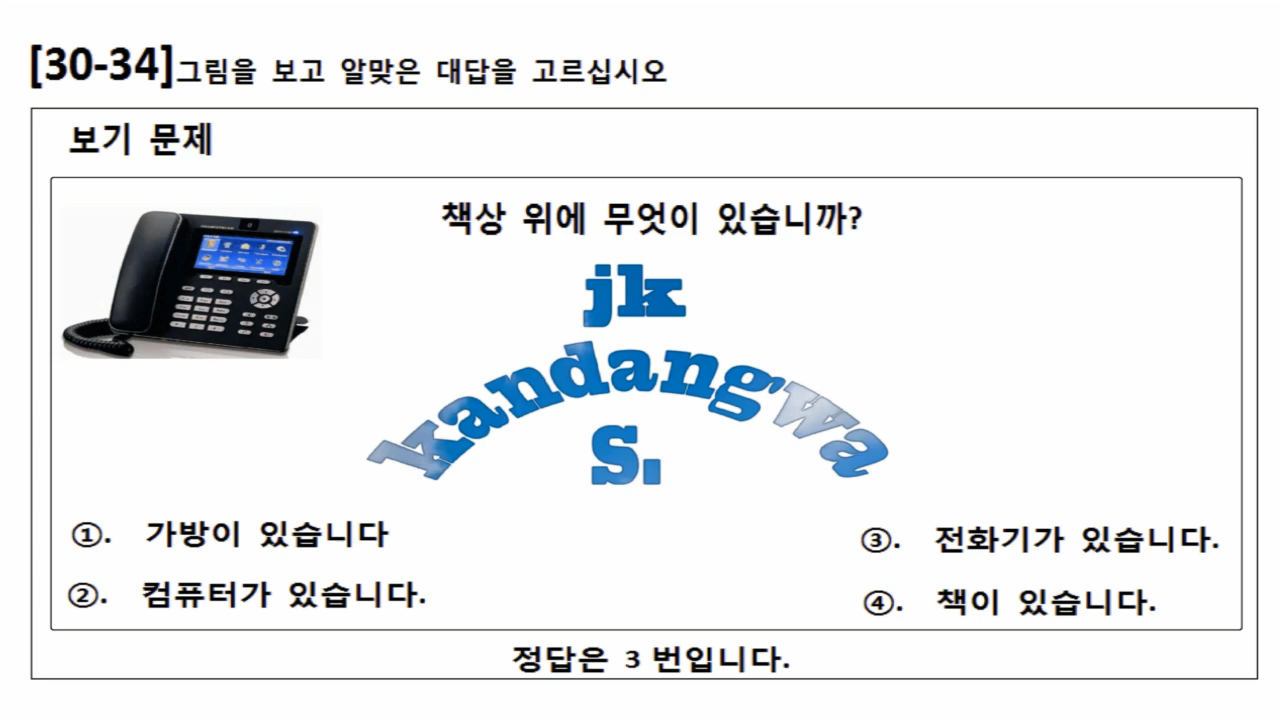 [30-34]그림을 보고 알맞은 대답을 고르십시오
보기 문제
책상 위에 무엇이 있습니까?
jk
kandangwa
S.
①. 가방이 있습니다
②. 컴퓨터가 있습니다.
③. 전화기가 있습니다.
④. 책이 있습니다.
정답은 3 번입니다.